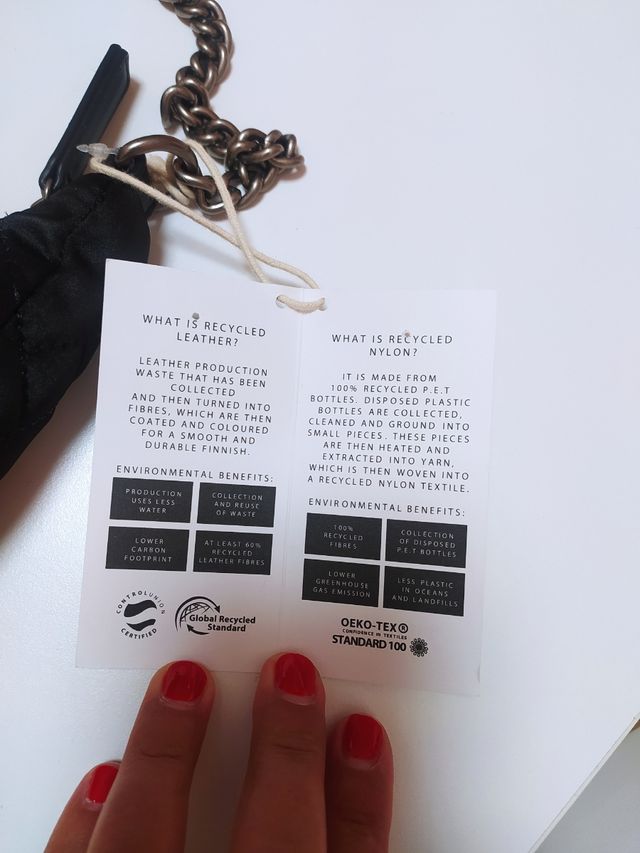 WHAT IS RECYCLED
LEATHER?
LEATHER PRODUCTION
WASTE THAT HAS BEEN
COLLECTED
AND THEN TURNED INTO
FIBRES, WHICH ARE THEN
COATED AND COLOURED
FOR A SMOOTH AND
DURABLE FINNISH.
ENVIRONMENTAL BENEFITS:
PRODUCTION
USES LESS
WATER
COLLECTION
AND REUSE
OF WASTE
LOWER
CARBON
FOOTPRINT
AT LEAST 60%
RECYCLED
LEATHER FIBRES
CONTROLUNION
CERTIFIED
Global Recycled
Standard
WHAT IS RECYCLED
NYLON?
IT IS MADE FROM
100% RECYCLED P.E.T
BOTTLES. DISPOSED PLASTIC
BOTTLES ARE COLLECTED,
CLEANED AND GROUND INTO
SMALL PIECES. THESE PIECES
ARE THEN HEATED AND
EXTRACTED INTO YARN,
WHICH IS THEN WOVEN INTO
A RECYCLED NYLON TEXTILE.
ENVIRONMENTAL BENEFITS:
100%
RECYCLED
FIBRES
COLLECTION
OF DISPOSED
P.E.T BOTTLES
LOWER
GREENHOUSE
GAS EMISSION
LESS PLASTIC
IN OCEANS
AND LANDFILLS
OEKO-TEX®
CONFIDENCE IN TEXTILES
STANDARD 100